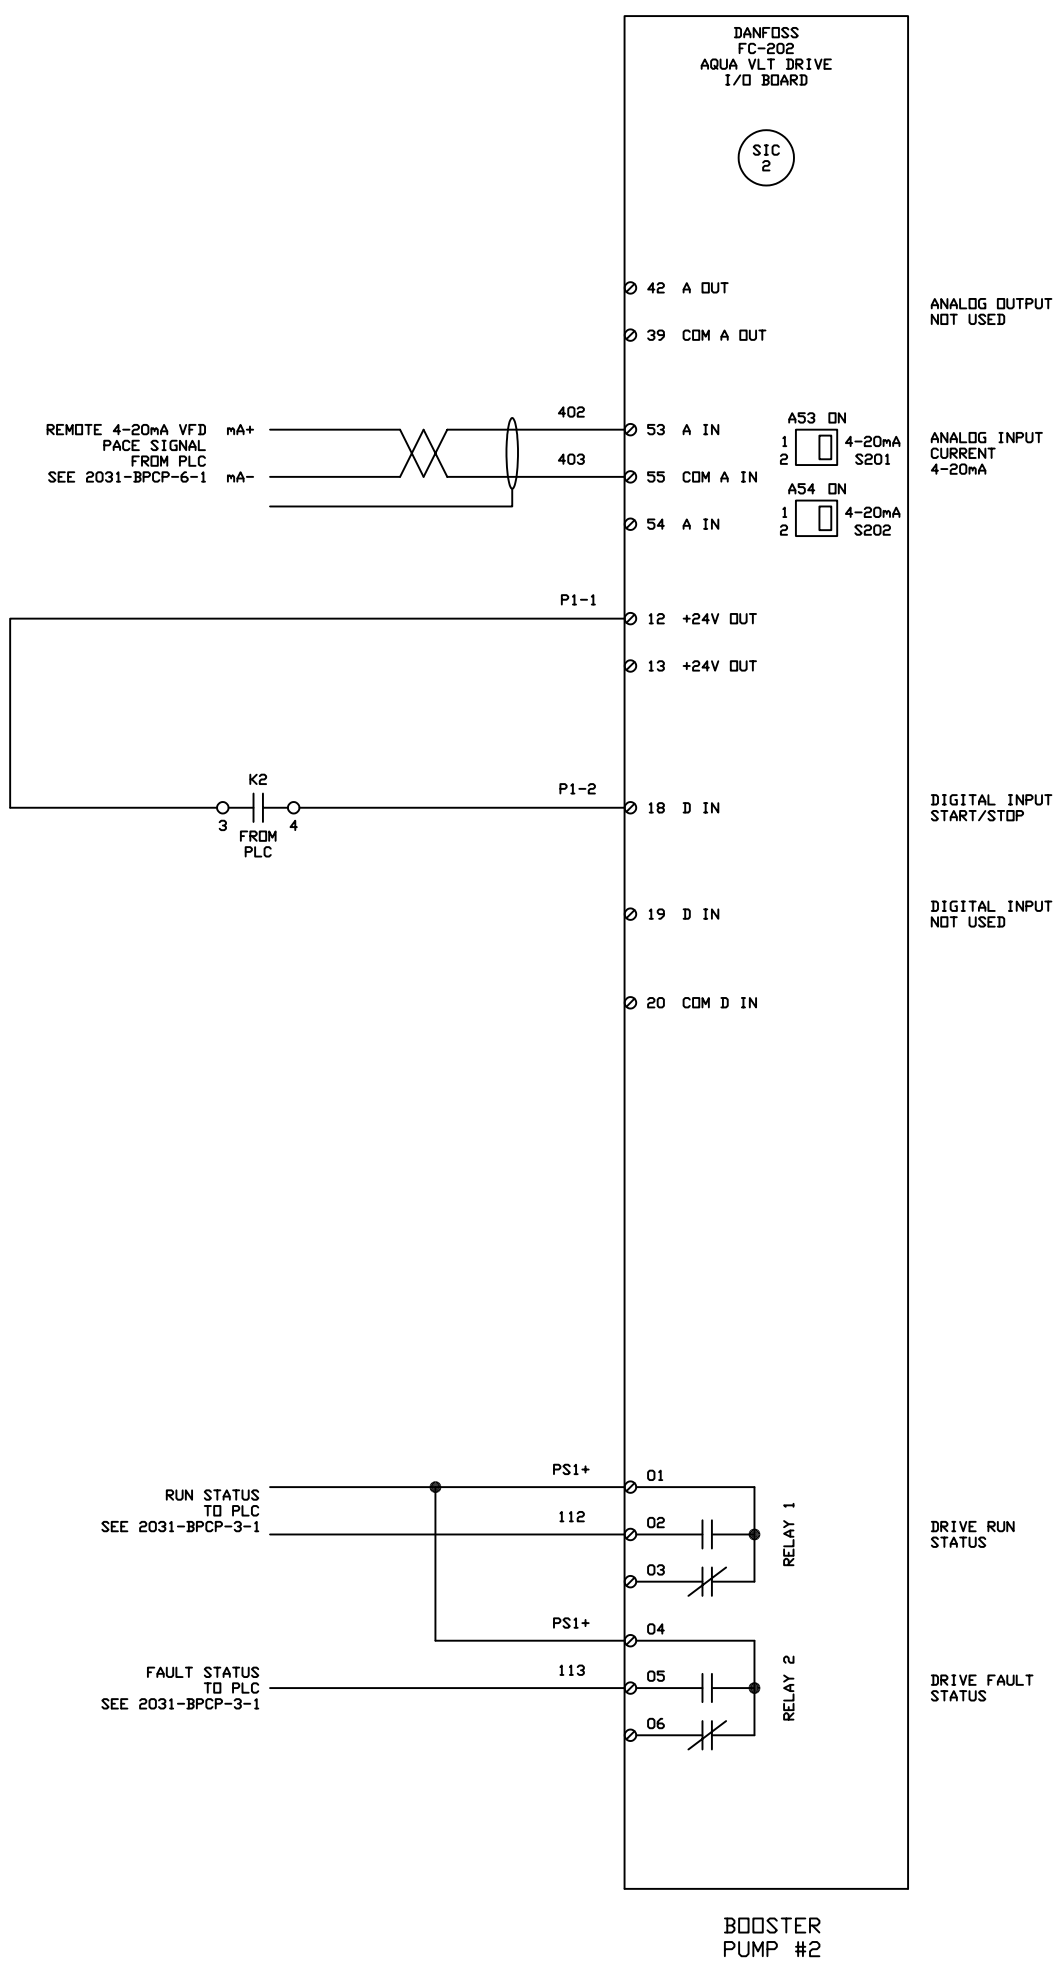 DANFOSS
FC-202
AQUA VLT DRIVE
I/O BOARD
SIC
2
42 A OUT
39 COM A OUT
ANALOG OUTPUT
NOT USED
REMOTE 4-20mA VFD mA+
PACE SIGNAL
FROM PLC
SEE 2031-BPCP-6-1 mA-
402
403
53 A IN
55 COM A IN
54 A IN
A53 ON
1 4-20mA
2 S201
A54 ON
1 4-20mA
2 S202
ANALOG INPUT
CURRENT
4-20mA
P1-1
12 +24V OUT
13 +24V OUT
K2
3 4
FROM
PLC
P1-2
18 D IN
DIGITAL INPUT
START/STOP
19 D IN
DIGITAL INPUT
NOT USED
20 COM D IN
RUN STATUS
TO PLC
SEE 2031-BPCP-3-1
PS1+
01
112
02
03
RELAY 1
DRIVE RUN
STATUS
PS1+
04
FAULT STATUS
TO PLC
SEE 2031-BPCP-3-1
113
05
06
RELAY 2
DRIVE FAULT
STATUS
BOOSTER
PUMP #2